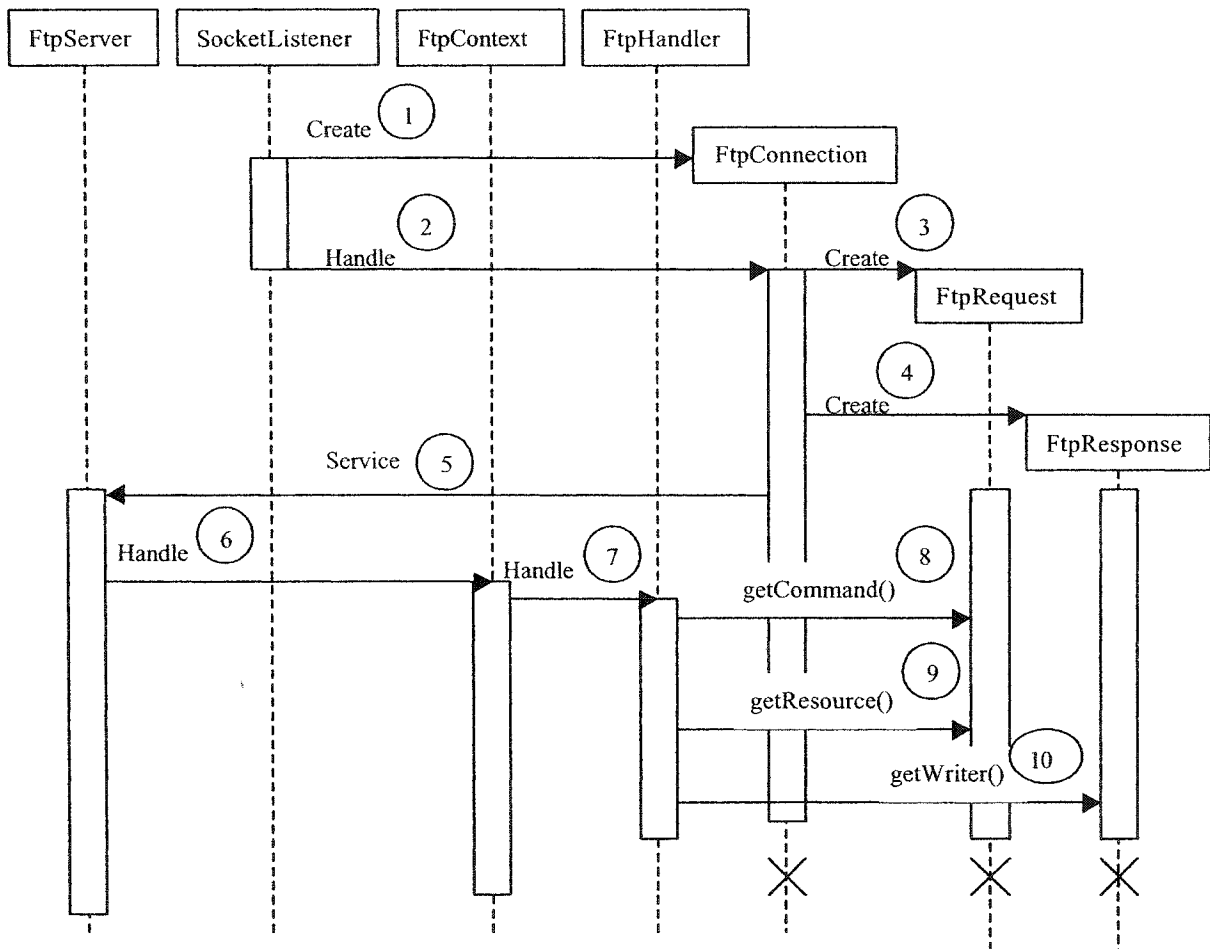 FtpServer SocketListener FtpContext FtpHandler
1
Create
FtpConnection
2
3
Handle
Create
FtpRequest
4
Create
FtpResponse
Service
5
6
Handle
7
Handle
8
getCommand()
9
getResource()
10
getWriter()